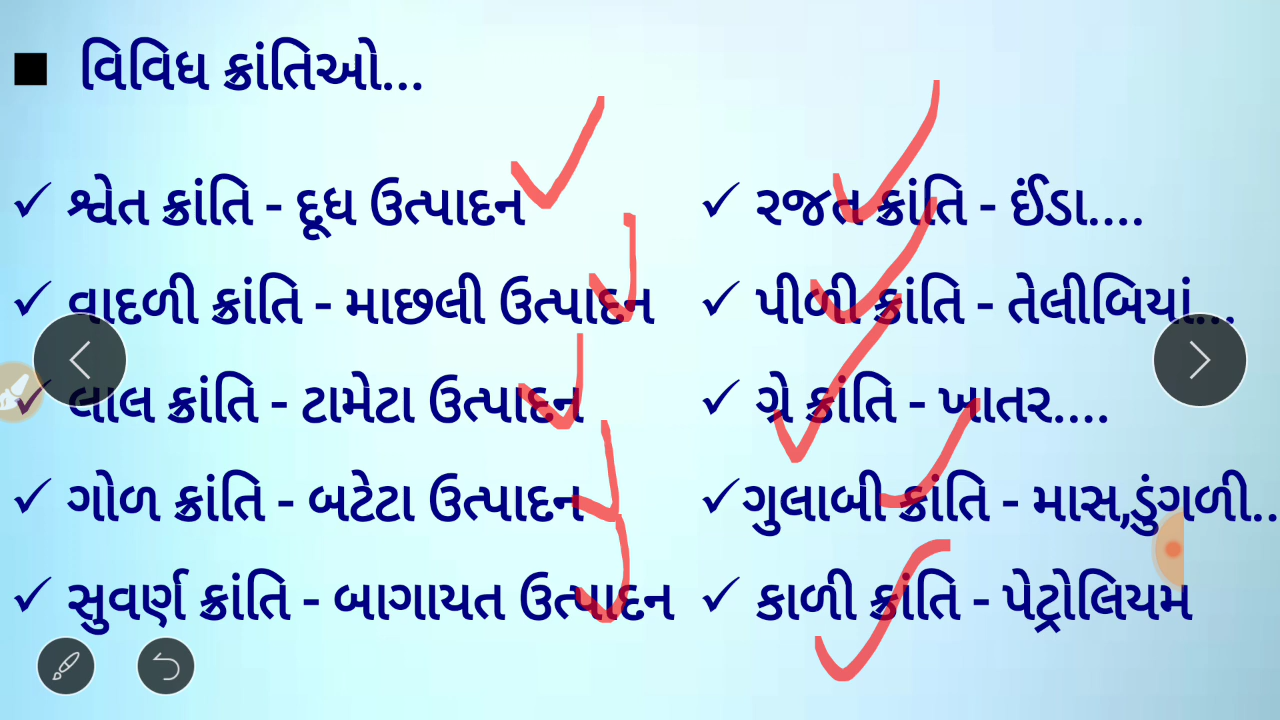 વિવિધ ક્રાંતિઓ...
શ્વેત ક્રાંતિ - દૂધ ઉત્પાદન
વાદળી ક્રાંતિ - માછલી ઉત્પાદન
લાલ ક્રાંતિ - ટામેટા ઉત્પાદન
ગોળ ક્રાંતિ - બટેટા ઉત્પાદન
સુવર્ણ ક્રાંતિ - બાગાયત ઉત્પાદન
રજત ક્રાંતિ - ઈંડા....
પીળી ક્રાંતિ - તેલીબિયાં...
ગ્રે ક્રાંતિ - ખાતર....
ગુલાબી ક્રાંતિ - માસ,ડુંગળી..
કાળી ક્રાંતિ - પેટ્રોલિયમ